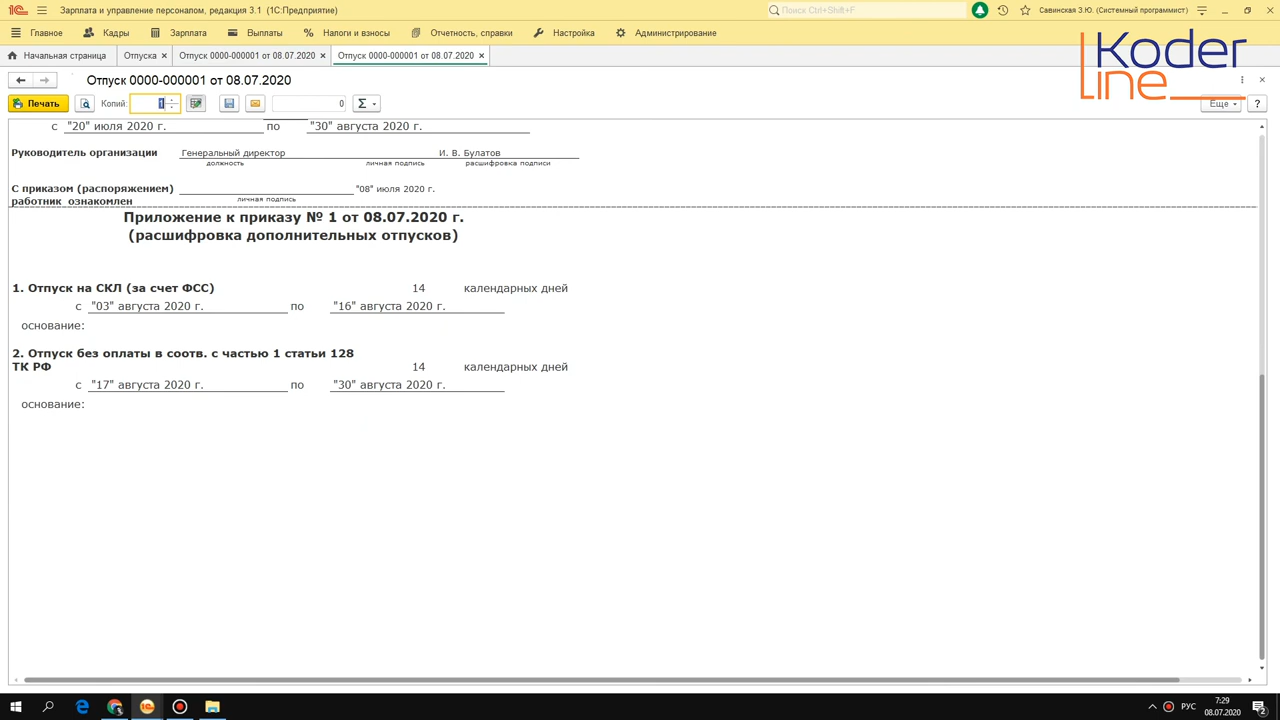 Зарплата и управление персоналом, редакция 3.1 (1С:Предприятие)
Поиск Ctrl+Shift+F
Савинская З.Ю. (Системный программист)
Главное Кадры Зарплата Выплаты Налоги и взносы Отчетность, справки Настройка Администрирование
Koder
line
Начальная страница Отпуска × Отпуск 0000-000001 от 08.07.2020 × Отпуск 0000-000001 от 08.07.2020 ×
Отпуск 0000-000001 от 08.07.2020
Печать Копий: 1 0 Σ Еще ?
с "20" июля 2020 г. по "30" августа 2020 г.
Руководитель организации Генеральный директор И. В. Булатов
должность личная подпись расшифровка подписи
С приказом (распоряжением) "08" июля 2020 г.
работник ознакомлен личная подпись
Приложение к приказу № 1 от 08.07.2020 г.
(расшифровка дополнительных отпусков)
1. Отпуск на СКЛ (за счет ФСС) 14 календарных дней
с "03" августа 2020 г. по "16" августа 2020 г.
основание:
2. Отпуск без оплаты в соотв. с частью 1 статьи 128
ТК РФ 14 календарных дней
с "17" августа 2020 г. по "30" августа 2020 г.
основание:
РУС
7:29
08.07.2020
2